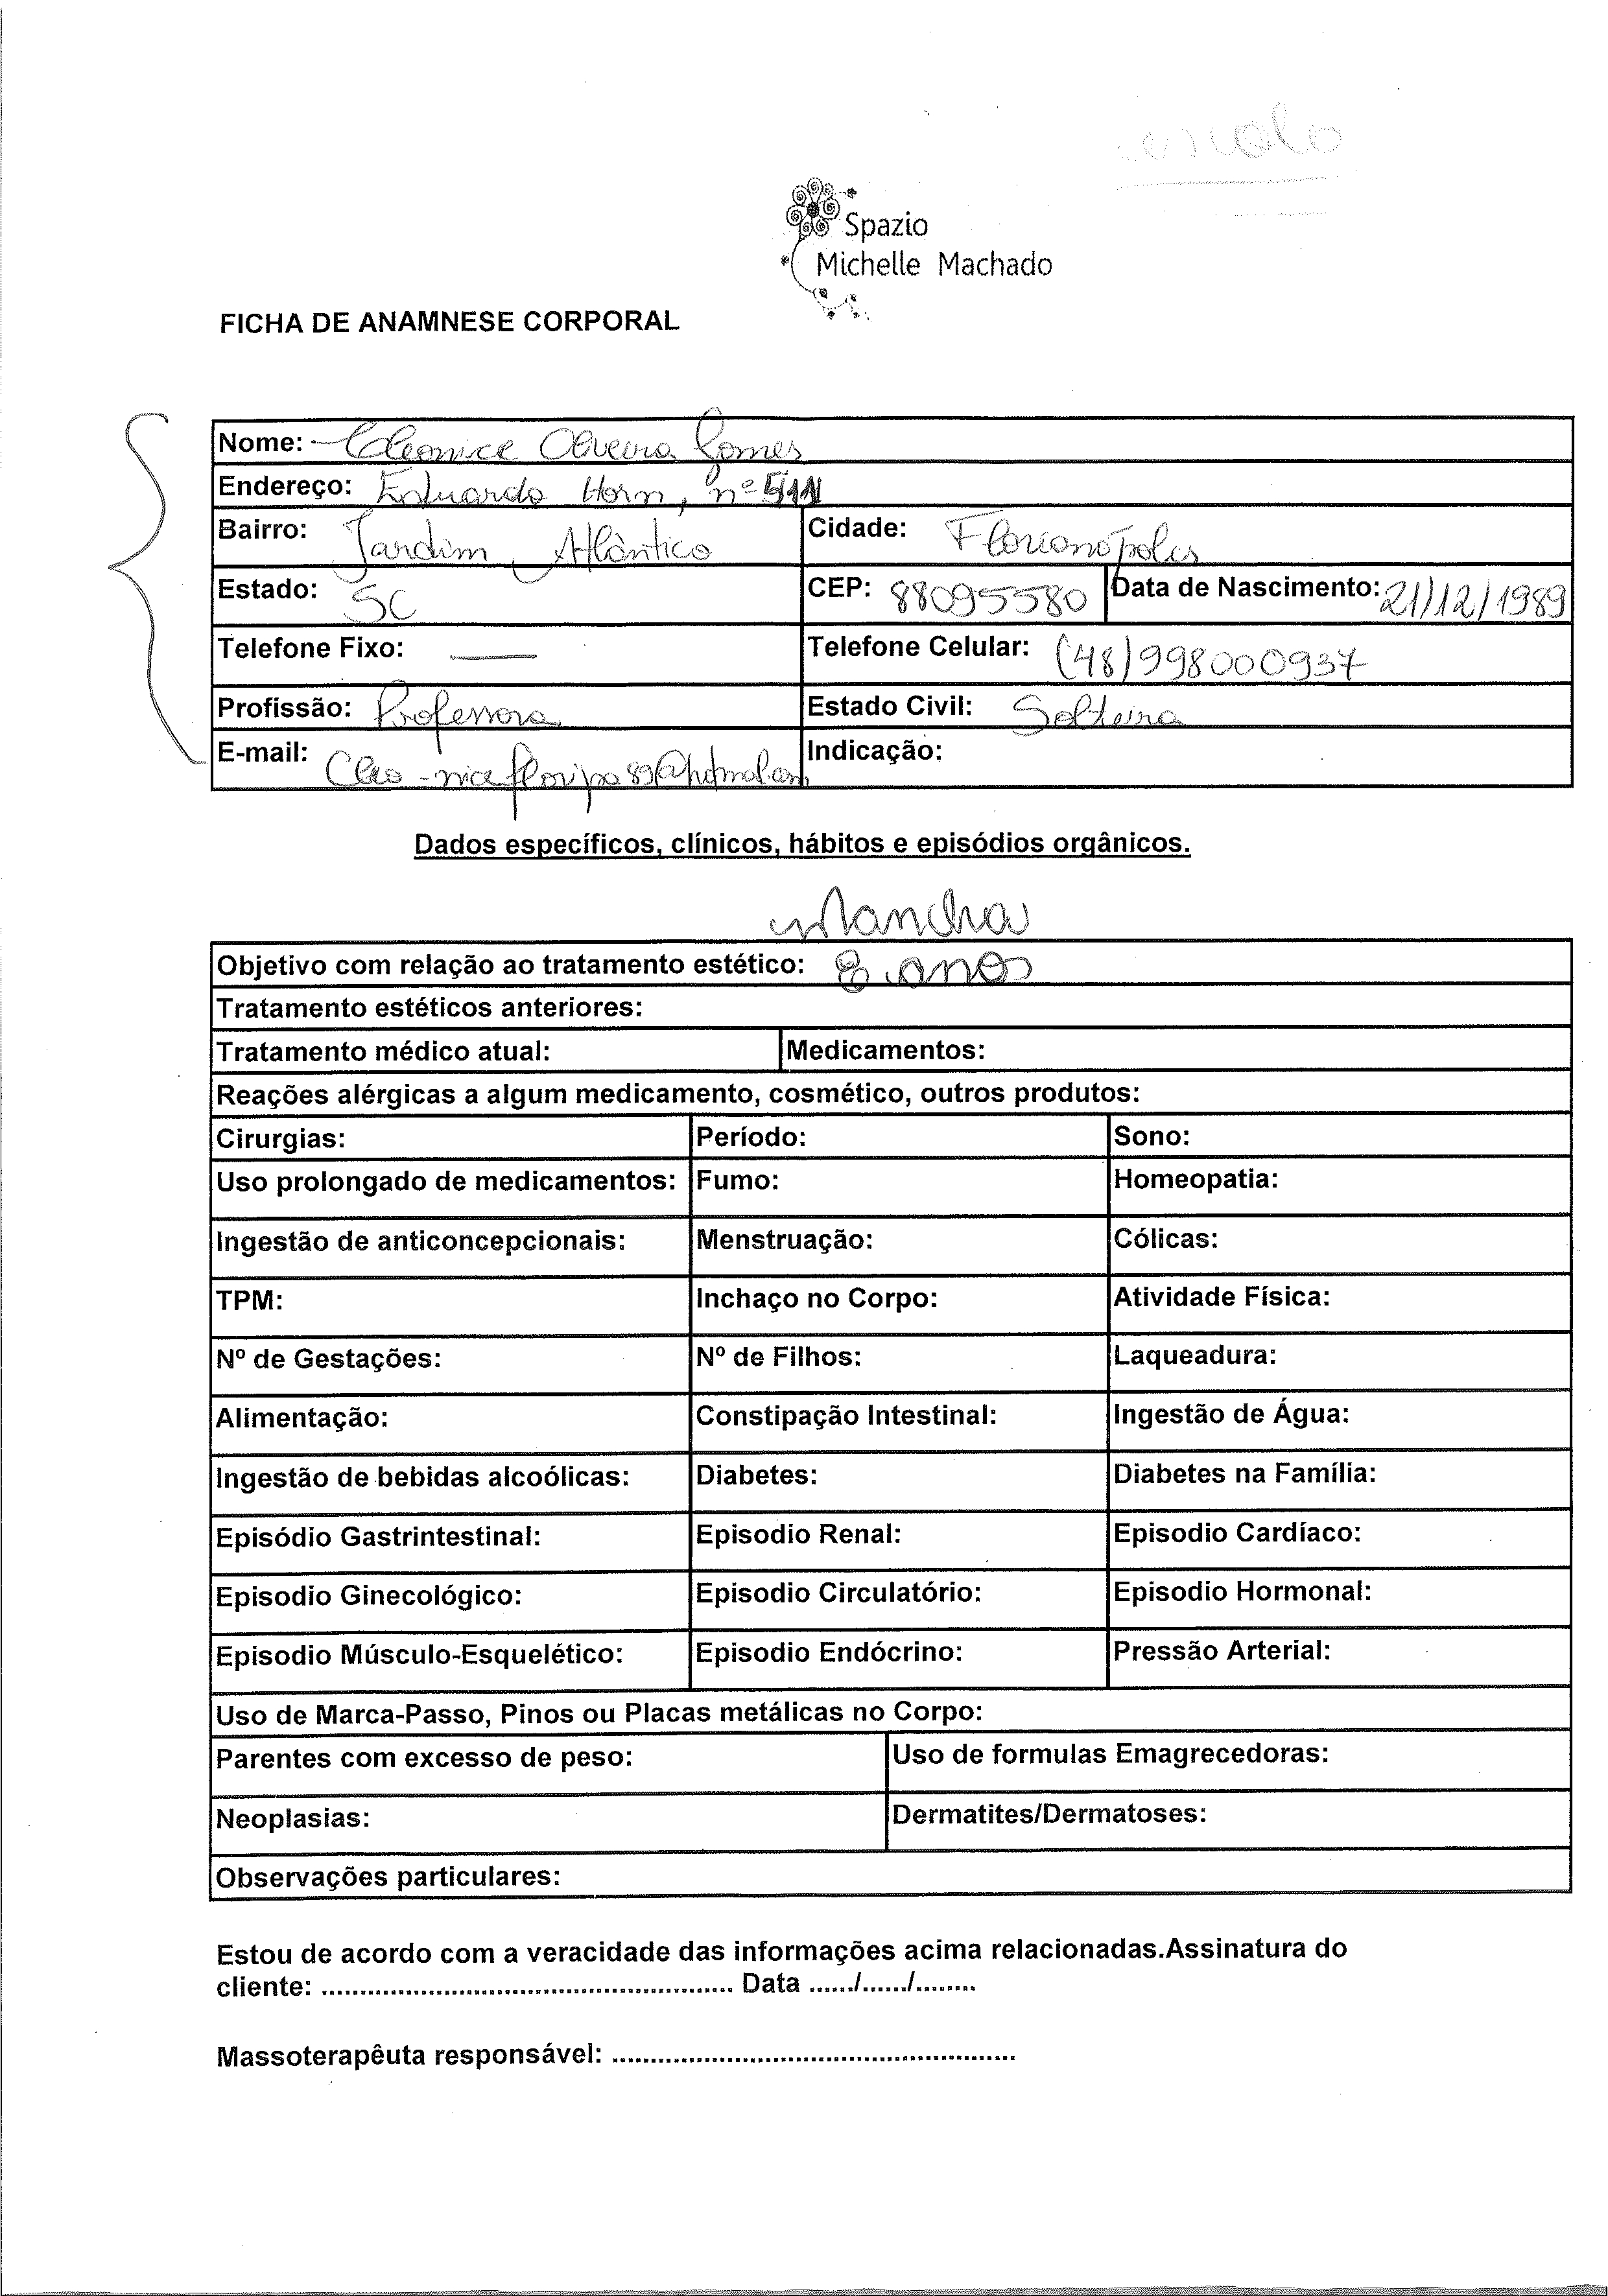 Spazio
Michelle Machado
FICHA DE ANAMNESE CORPORAL
Nome: Cleonice Oliveira Gomes
Endereço: Eduardo Horn, nº
Bairro: Jardim Atlântico Cidade: Florianópolis
Estado: SC CEP: 88095580 Data de Nascimento: 21/12/1989
Telefone Fixo: — Telefone Celular: (48)998000937
Profissão: Professora Estado Civil: Solteira
E-mail: Cleo-nicefloripa89@hotmail.com Indicação:
Dados específicos, clínicos, hábitos e episódios orgânicos.
Mancha
Objetivo com relação ao tratamento estético: 8 anos
Tratamento estéticos anteriores:
Tratamento médico atual: Medicamentos:
Reações alérgicas a algum medicamento, cosmético, outros produtos:
Cirurgias: Período: Sono:
Uso prolongado de medicamentos: Fumo: Homeopatia:
Ingestão de anticoncepcionais: Menstruação: Cólicas:
TPM: Inchaço no Corpo: Atividade Física:
Nº de Gestações: Nº de Filhos: Laqueadura:
Alimentação: Constipação Intestinal: Ingestão de Água:
Ingestão de bebidas alcoólicas: Diabetes: Diabetes na Família:
Episódio Gastrintestinal: Episodio Renal: Episodio Cardíaco:
Episodio Ginecológico: Episodio Circulatório: Episodio Hormonal:
Episodio Músculo-Esquelético: Episodio Endócrino: Pressão Arterial:
Uso de Marca-Passo, Pinos ou Placas metálicas no Corpo:
Parentes com excesso de peso: Uso de formulas Emagrecedoras:
Neoplasias: Dermatites/Dermatoses:
Observações particulares:
Estou de acordo com a veracidade das informações acima relacionadas.Assinatura do
cliente: ...................................................... Data ....../....../........
Massoterapêuta responsável: .....................................................